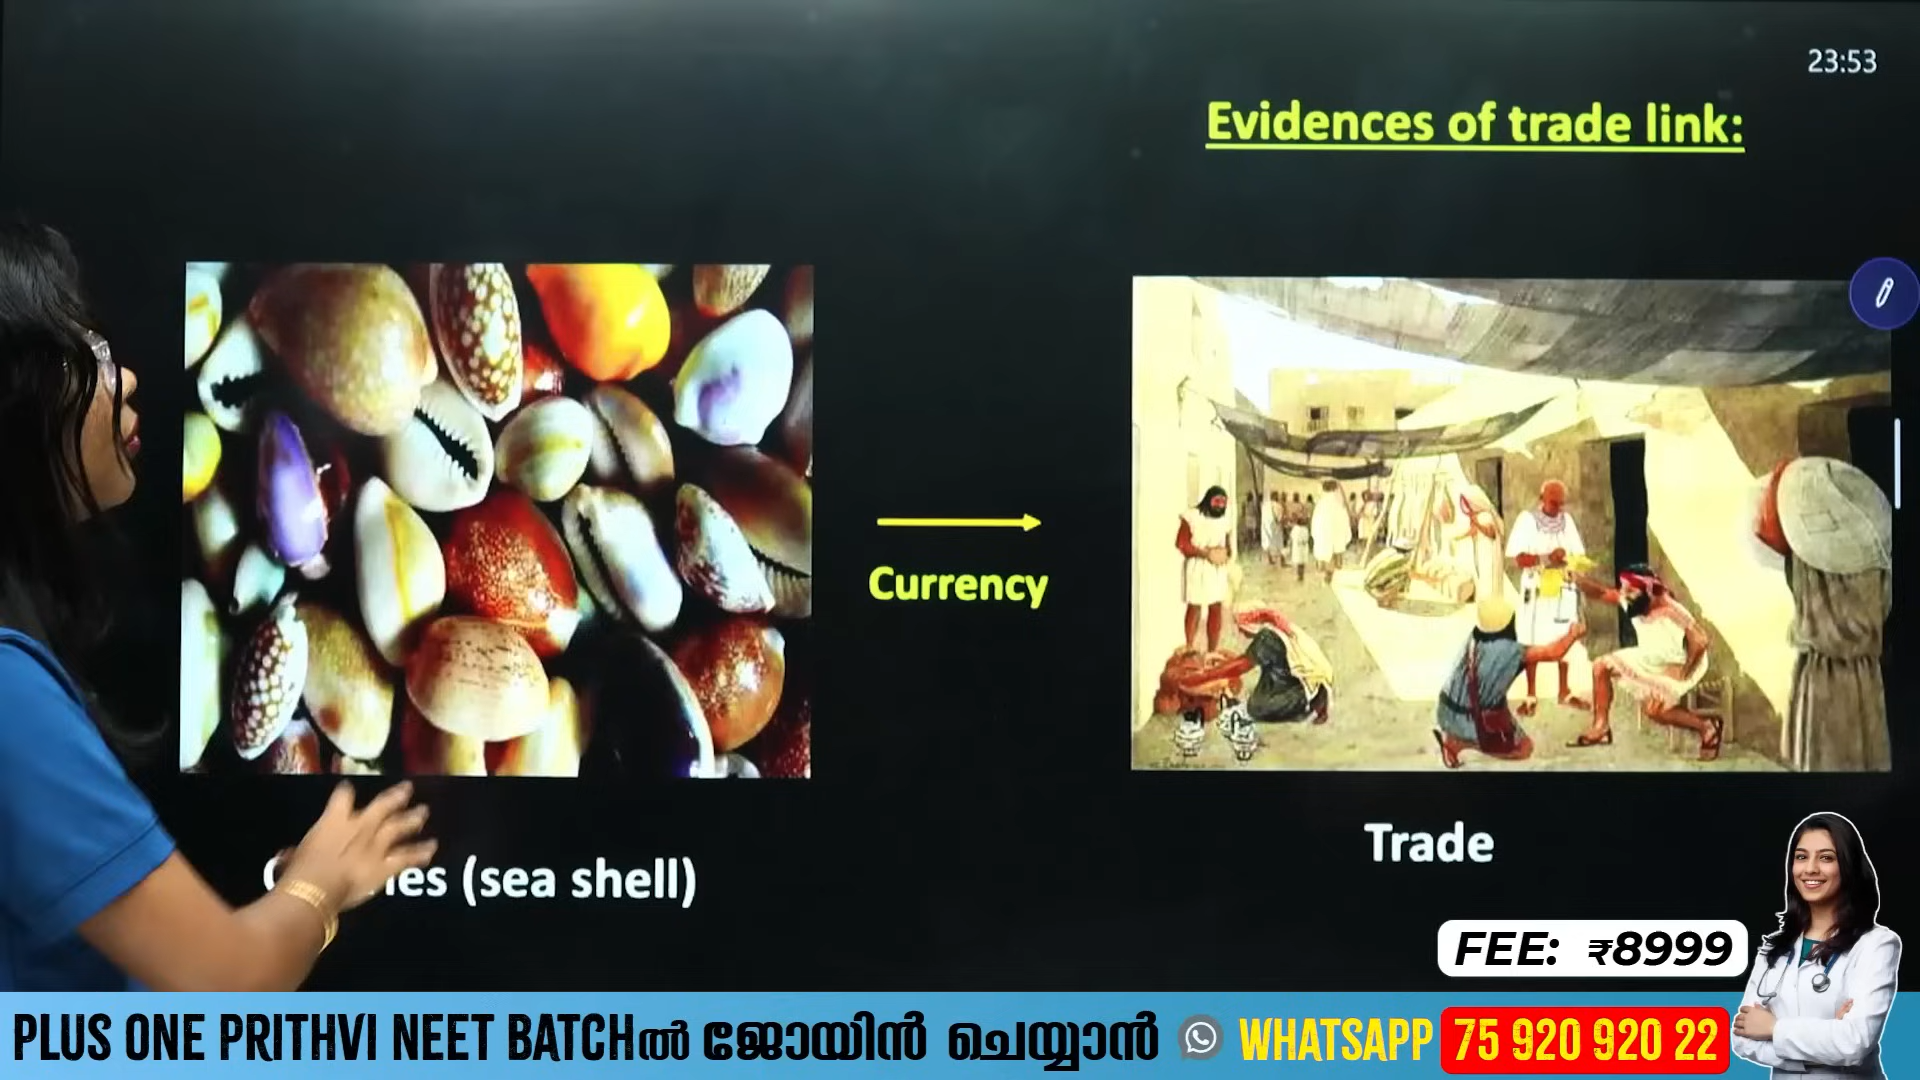 23:53
Evidences of trade link:
Currency
(sea shell)
Trade
FEE: ₹8999
PLUS ONE PRITHVI NEET BATCHൽ ജോയിൻ ചെയ്യാൻ WHATSAPP 75 920 920 22